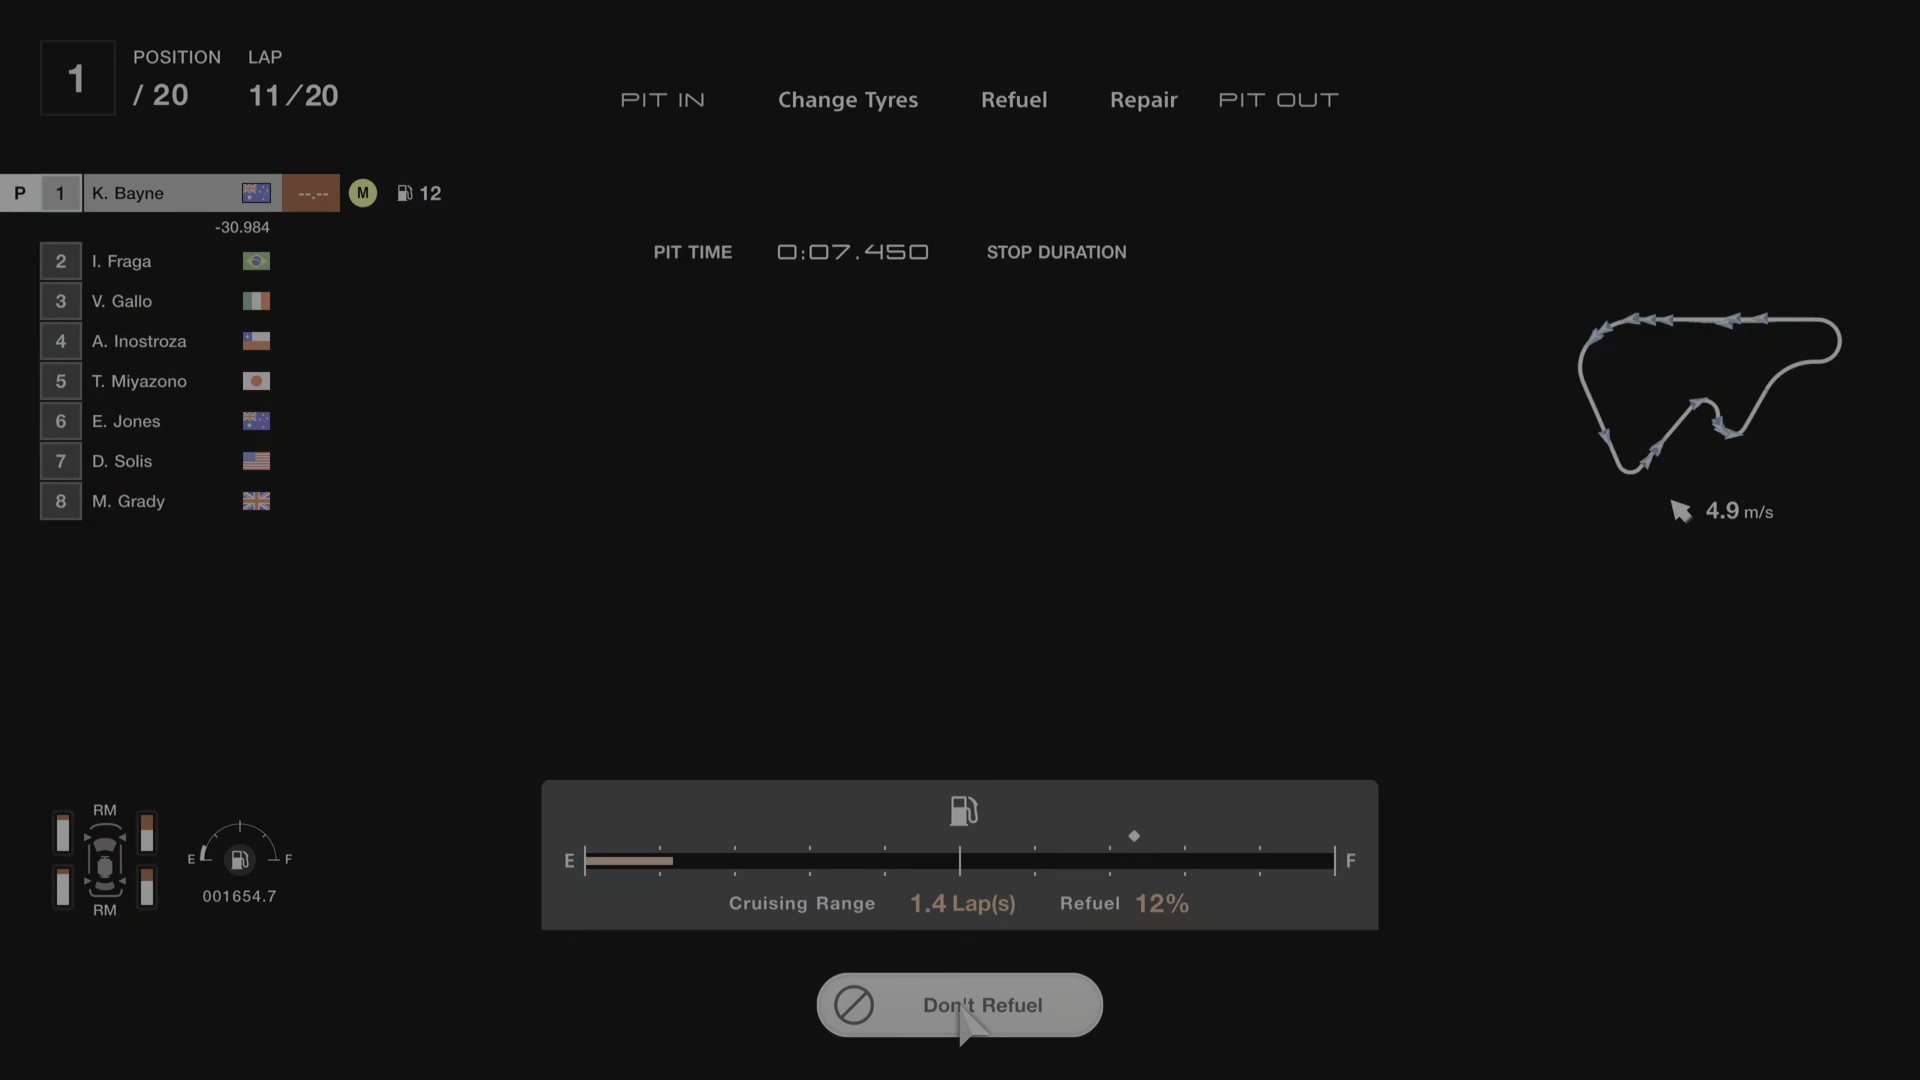 1
POSITION LAP
/ 20 11/20
PIT IN Change Tyres Refuel Repair PIT OUT
P 1 K. Bayne --.-- M 12
-30.984
2 I. Fraga
3 V. Gallo
4 A. Inostroza
5 T. Miyazono
6 E. Jones
7 D. Solis
8 M. Grady
PIT TIME 0:07.450 STOP DURATION
4.9 m/s
RM
RM
E F
001654.7
E F
Cruising Range 1.4 Lap(s) Refuel 12%
Don't Refuel